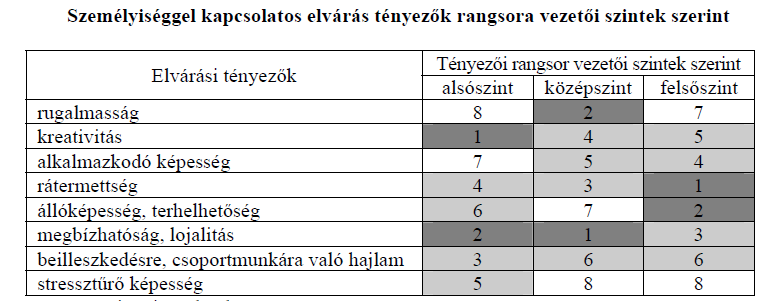 Személyiséggel kapcsolatos elvárás tényezők rangsora vezetői szintek szerint
Elvárási tényezők
Tényezői rangsor vezetői szintek szerint
alsószint középszint felsőszint
rugalmasság 8 2 7
kreativitás 1 4 5
alkalmazkodó képesség 7 5 4
rátermettség 4 3 1
állóképesség, terhelhetőség 6 7 2
megbízhatóság, lojalitás 2 1 3
beilleszkedésre, csoportmunkára való hajlam 3 6 6
stressztűrő képesség 5 8 8